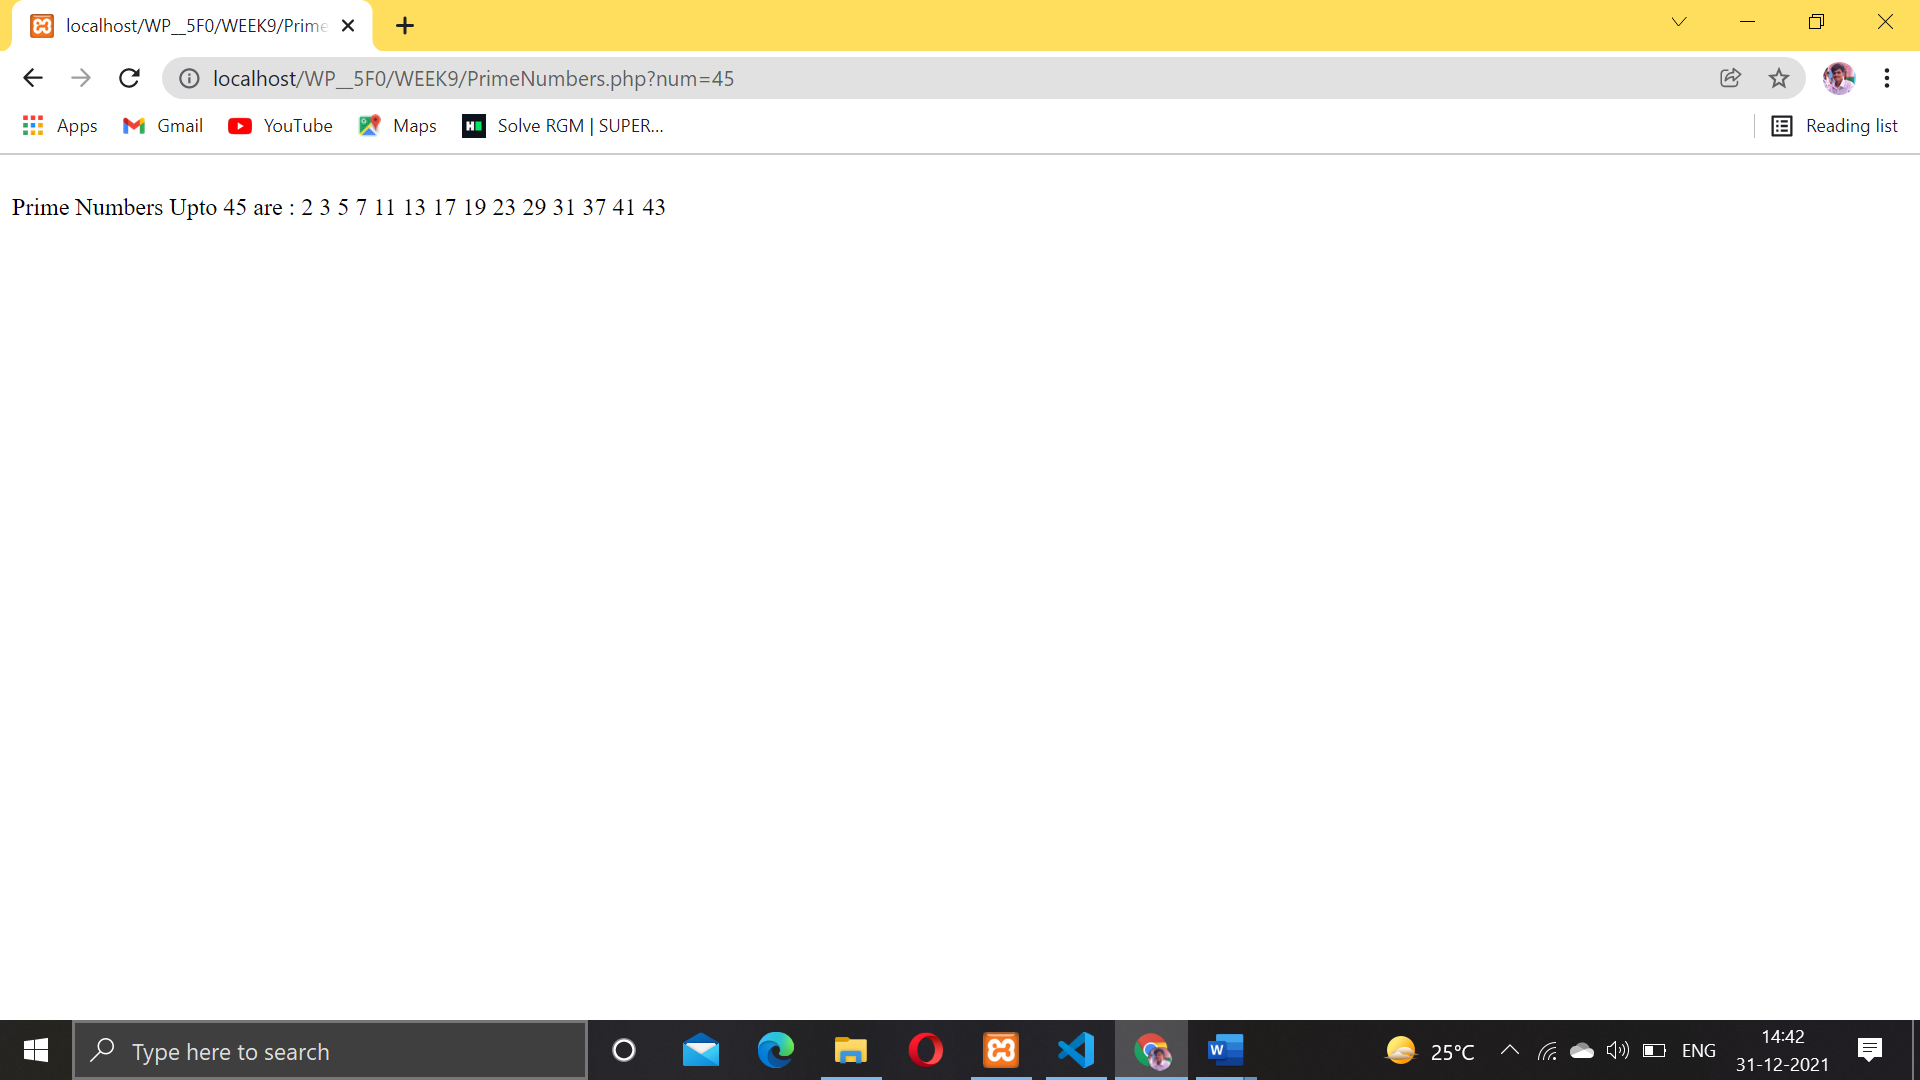 localhost/WP__5F0/WEEK9/Prime
localhost/WP__5F0/WEEK9/PrimeNumbers.php?num=45
Apps Gmail YouTube Maps Solve RGM | SUPER... Reading list
Prime Numbers Upto 45 are : 2 3 5 7 11 13 17 19 23 29 31 37 41 43
Type here to search 25°C ENG 14:42
31-12-2021